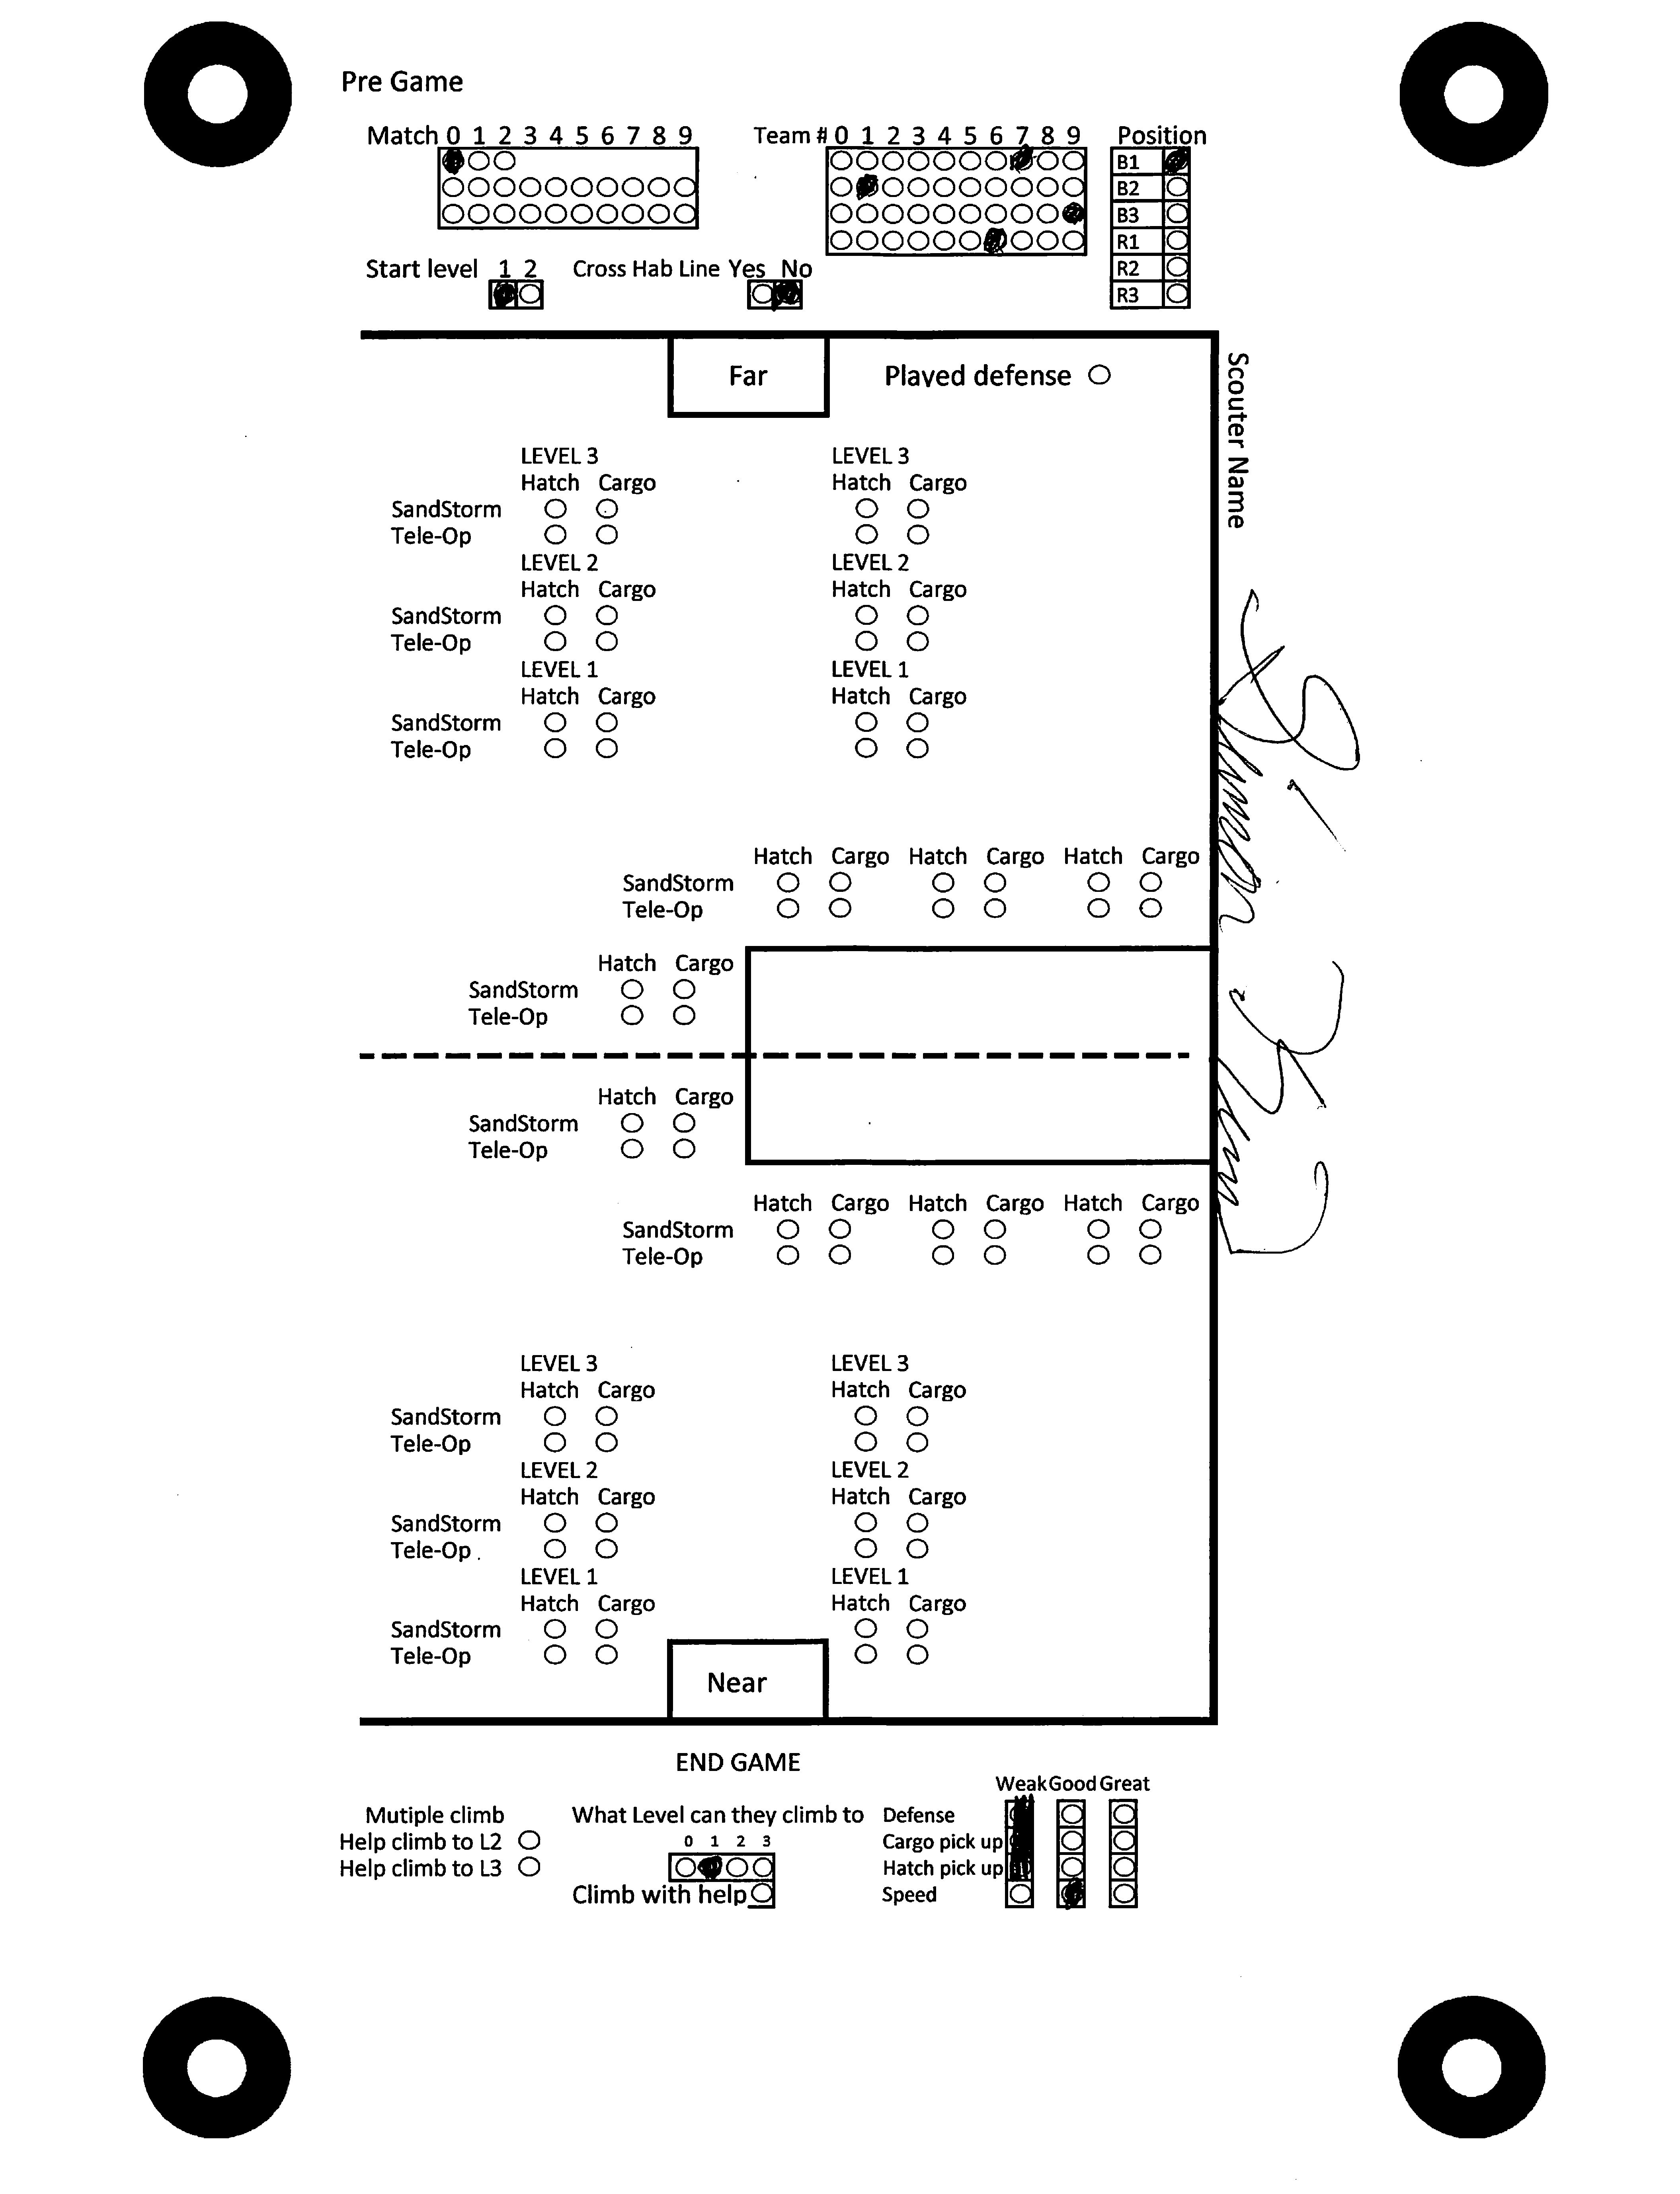 Pre Game
Match 0 1 2 3 4 5 6 7 8 9
Team # 0 1 2 3 4 5 6 7 8 9
Position
B1
B2
B3
R1
R2
R3
Start level 1 2
Cross Hab Line Yes No
Far
Played defense
Scouter Name
LEVEL 3 LEVEL 3
Hatch Cargo Hatch Cargo
SandStorm
Tele-Op
LEVEL 2 LEVEL 2
Hatch Cargo Hatch Cargo
SandStorm
Tele-Op
LEVEL 1 LEVEL 1
Hatch Cargo Hatch Cargo
SandStorm
Tele-Op
Hatch Cargo Hatch Cargo Hatch Cargo
SandStorm
Tele-Op
Hatch Cargo
SandStorm
Tele-Op
Hatch Cargo
SandStorm
Tele-Op
Hatch Cargo Hatch Cargo Hatch Cargo
SandStorm
Tele-Op
LEVEL 3 LEVEL 3
Hatch Cargo Hatch Cargo
SandStorm
Tele-Op
LEVEL 2 LEVEL 2
Hatch Cargo Hatch Cargo
SandStorm
Tele-Op
LEVEL 1 LEVEL 1
Hatch Cargo Hatch Cargo
SandStorm
Tele-Op
Near
END GAME
Mutiple climb
Help climb to L2
Help climb to L3
What Level can they climb to
0 1 2 3
Climb with help
Weak Good Great
Defense
Cargo pick up
Hatch pick up
Speed